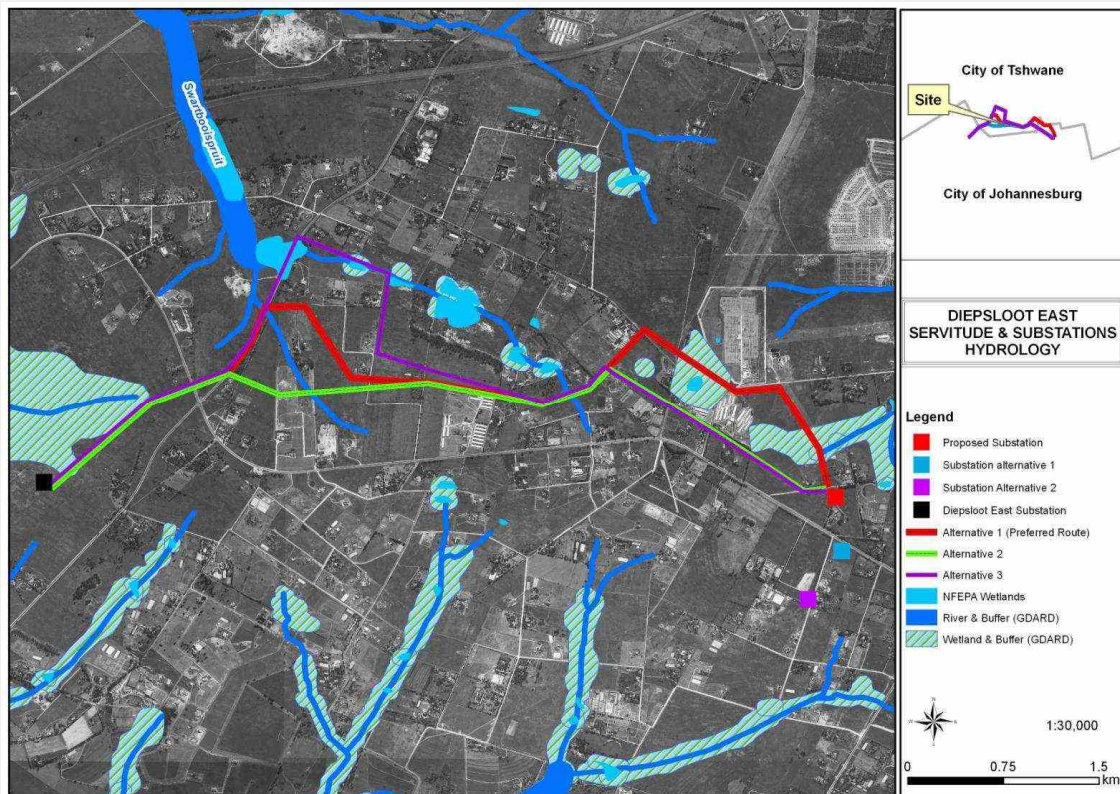 Swartboolspruit
City of Tshwane
Site
City of Johannesburg
DIEPSLOOT EAST
SERVITUDE & SUBSTATIONS
HYDROLOGY
Legend
Proposed Substation
Substation alternative 1
Substation Alternative 2
Diepsloot East Substation
Alternative 1 (Preferred Route)
Alternative 2
Alternative 3
NFEPA Wetlands
River & Buffer (GDARD)
Wetland & Buffer (GDARD)
N
W E
S
1:30,000
0 0.75 1.5
km